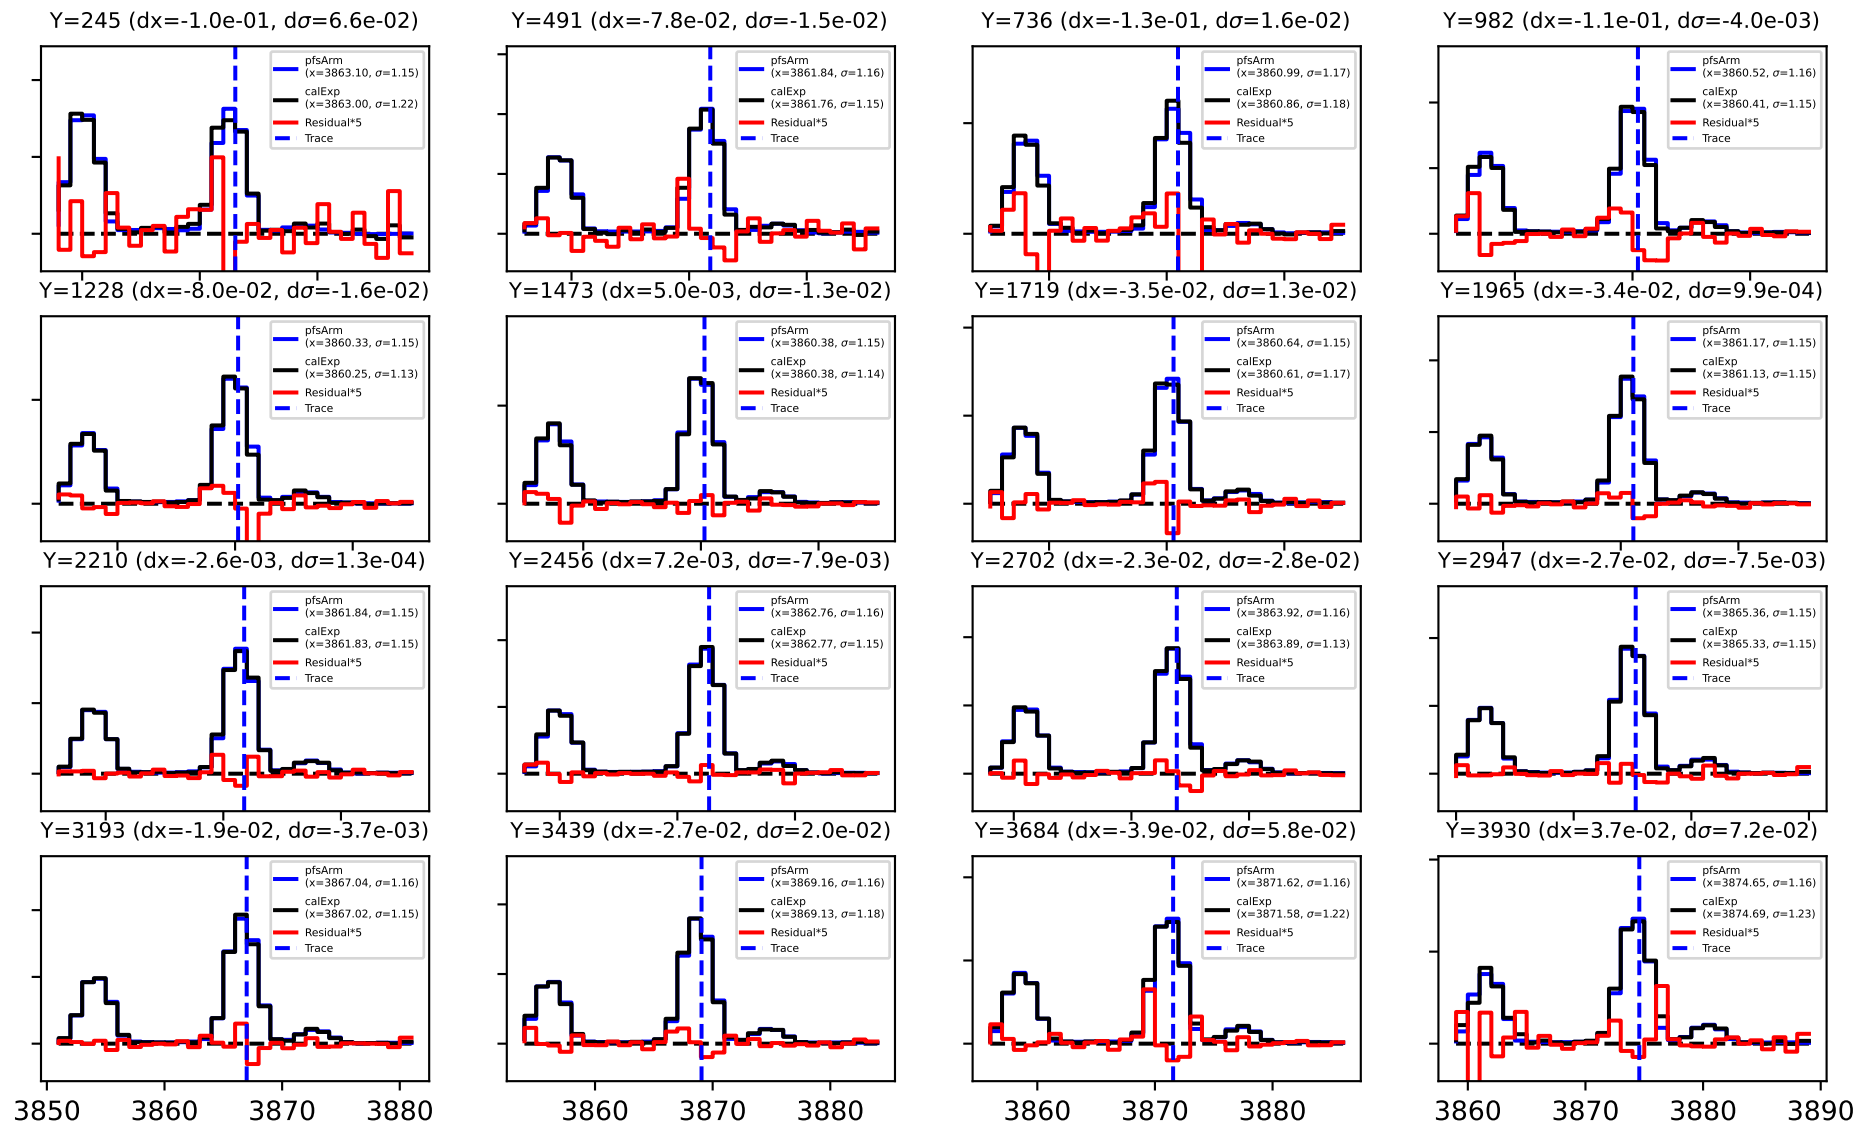 Y=245 (dx=-1.0e-01, dσ=6.6e-02)
pfsArm
(x=3863.10, σ=1.15)
calExp
(x=3863.00, σ=1.22)
Residual*5
Trace
Y=491 (dx=-7.8e-02, dσ=-1.5e-02)
pfsArm
(x=3861.84, σ=1.16)
calExp
(x=3861.76, σ=1.15)
Residual*5
Trace
Y=736 (dx=-1.3e-01, dσ=1.6e-02)
pfsArm
(x=3860.99, σ=1.17)
calExp
(x=3860.86, σ=1.18)
Residual*5
Trace
Y=982 (dx=-1.1e-01, dσ=-4.0e-03)
pfsArm
(x=3860.52, σ=1.16)
calExp
(x=3860.41, σ=1.15)
Residual*5
Trace
Y=1228 (dx=-8.0e-02, dσ=-1.6e-02)
pfsArm
(x=3860.33, σ=1.15)
calExp
(x=3860.25, σ=1.13)
Residual*5
Trace
Y=1473 (dx=5.0e-03, dσ=-1.3e-02)
pfsArm
(x=3860.38, σ=1.15)
calExp
(x=3860.38, σ=1.14)
Residual*5
Trace
Y=1719 (dx=-3.5e-02, dσ=1.3e-02)
pfsArm
(x=3860.64, σ=1.15)
calExp
(x=3860.61, σ=1.17)
Residual*5
Trace
Y=1965 (dx=-3.4e-02, dσ=9.9e-04)
pfsArm
(x=3861.17, σ=1.15)
calExp
(x=3861.13, σ=1.15)
Residual*5
Trace
Y=2210 (dx=-2.6e-03, dσ=1.3e-04)
pfsArm
(x=3861.84, σ=1.15)
calExp
(x=3861.83, σ=1.15)
Residual*5
Trace
Y=2456 (dx=7.2e-03, dσ=-7.9e-03)
pfsArm
(x=3862.76, σ=1.16)
calExp
(x=3862.77, σ=1.15)
Residual*5
Trace
Y=2702 (dx=-2.3e-02, dσ=-2.8e-02)
pfsArm
(x=3863.92, σ=1.16)
calExp
(x=3863.89, σ=1.13)
Residual*5
Trace
Y=2947 (dx=-2.7e-02, dσ=-7.5e-03)
pfsArm
(x=3865.36, σ=1.15)
calExp
(x=3865.33, σ=1.15)
Residual*5
Trace
Y=3193 (dx=-1.9e-02, dσ=-3.7e-03)
pfsArm
(x=3867.04, σ=1.16)
calExp
(x=3867.02, σ=1.15)
Residual*5
Trace
Y=3439 (dx=-2.7e-02, dσ=2.0e-02)
pfsArm
(x=3869.16, σ=1.16)
calExp
(x=3869.13, σ=1.18)
Residual*5
Trace
Y=3684 (dx=-3.9e-02, dσ=5.8e-02)
pfsArm
(x=3871.62, σ=1.16)
calExp
(x=3871.58, σ=1.22)
Residual*5
Trace
Y=3930 (dx=3.7e-02, dσ=7.2e-02)
pfsArm
(x=3874.65, σ=1.16)
calExp
(x=3874.69, σ=1.23)
Residual*5
Trace
3850 3860 3870 3880
3860 3870 3880
3860 3870 3880
3860 3870 3880 3890